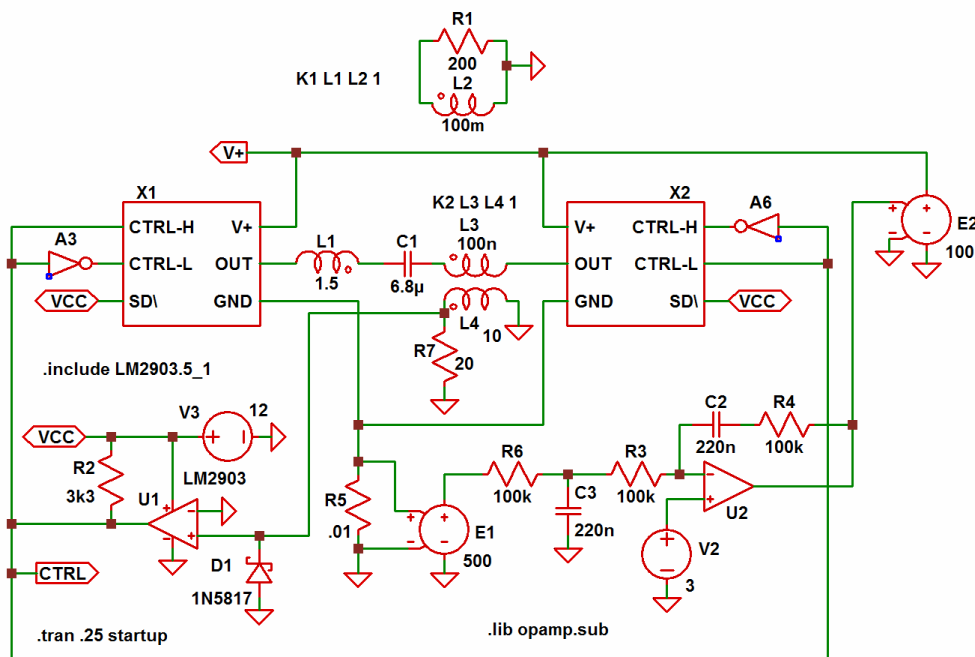 R1
200
K1 L1 L2 1
L2
100m
V+
X1
X2
A6
K2 L3 L4 1
CTRL-H
V+
L3
V+
CTRL-H
E2
A3
L1
C1
100n
100
CTRL-L
OUT
OUT
CTRL-L
1.5
6.8µ
VCC
SD\
GND
GND
SD\
VCC
L4
10
R7
20
.include LM2903.5_1
V3
12
C2
R4
VCC
220n
100k
R2
LM2903
R6
R3
3k3
U1
100k
C3
100k
U2
R5
.01
E1
220n
V2
D1
500
3
CTRL
1N5817
.tran .25 startup
.lib opamp.sub